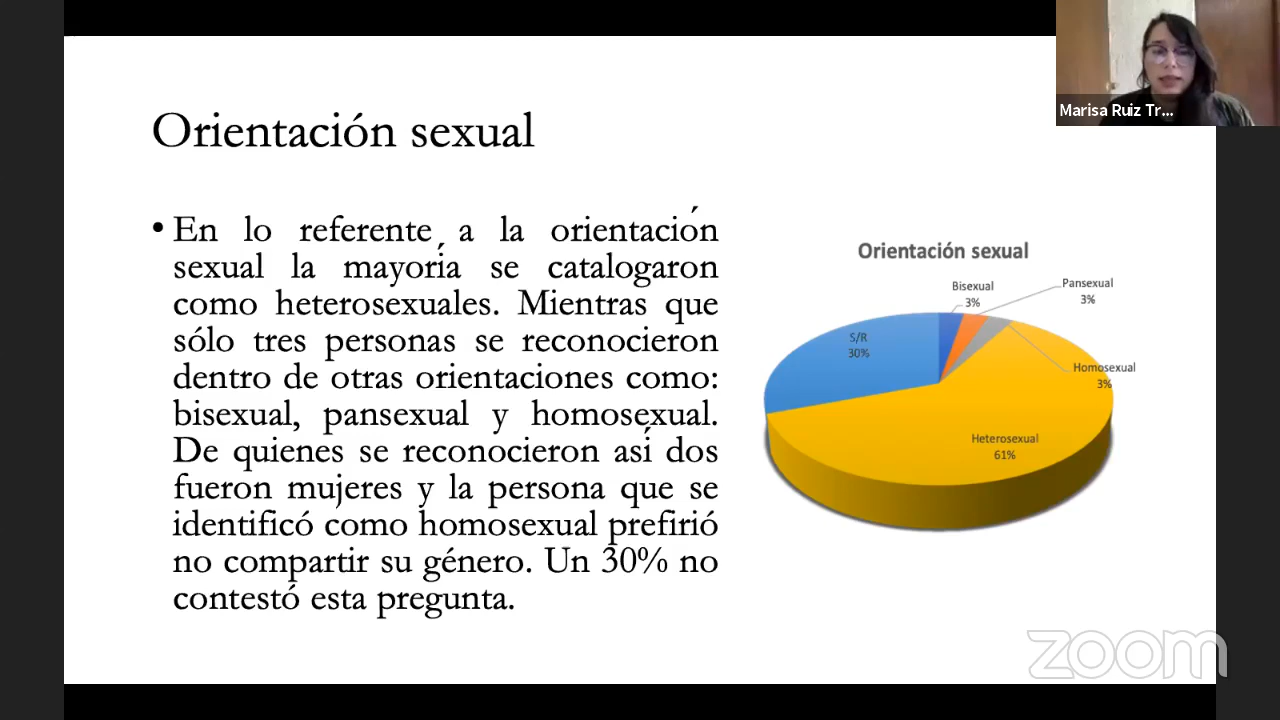 Marisa Ruiz Tr...
Orientación sexual
• En lo referente a la orientación
sexual la mayoría se catalogaron
como heterosexuales. Mientras que
sólo tres personas se reconocieron
dentro de otras orientaciones como:
bisexual, pansexual y homosexual.
De quienes se reconocieron así dos
fueron mujeres y la persona que se
identificó como homosexual prefirió
no compartir su género. Un 30% no
contestó esta pregunta.
Orientación sexual
Bisexual
3%
Pansexual
3%
S/R
30%
Homosexual
3%
Heterosexual
61%
zoom